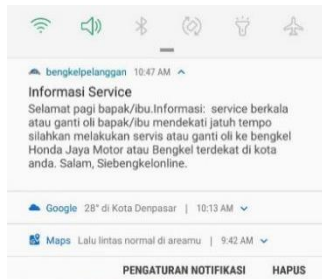 bengkelpelanggan 10:47 AM
Informasi Service
Selamat pagi bapak/ibu.Informasi: service berkala
atau ganti oli bapak/ibu mendekati jatuh tempo
silahkan melakukan servis atau ganti oli ke bengkel
Honda Jaya Motor atau Bengkel terdekat di kota
anda. Salam, Siebengkelonline.
Google 28° di Kota Denpasar | 10:13 AM
Maps Lalu lintas normal di areamu | 9:42 AM
PENGATURAN NOTIFIKASI HAPUS